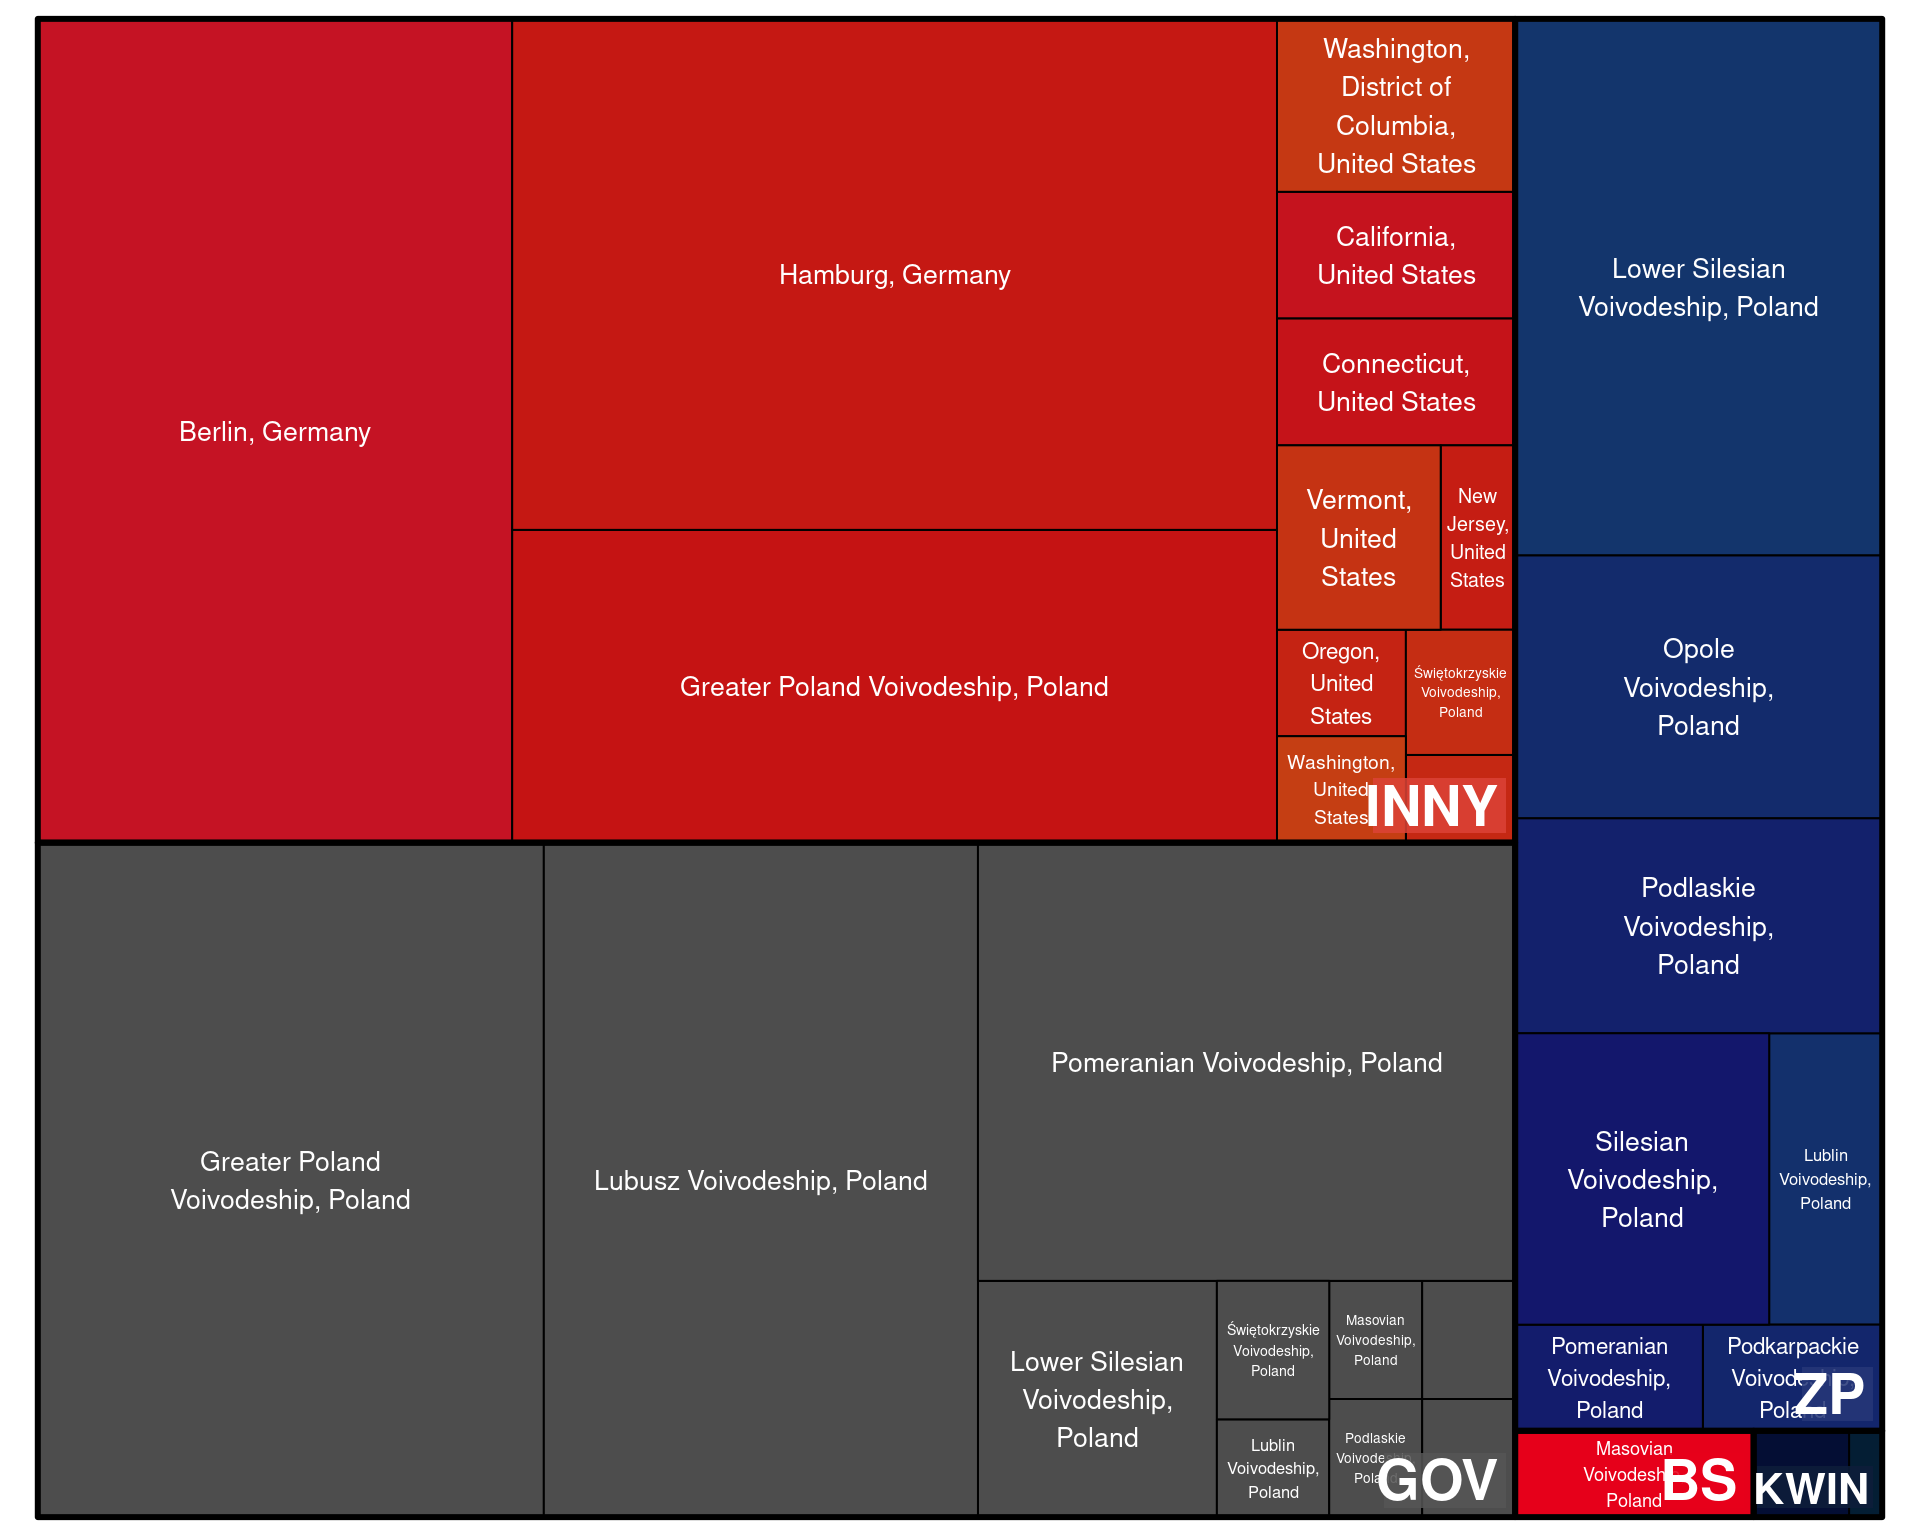 Berlin, Germany
Hamburg, Germany
Greater Poland Voivodeship, Poland
Washington,
District of
Columbia,
United States
California,
United States
Connecticut,
United States
Vermont,
United
States
New
Jersey,
United
States
Oregon,
United
States
Świętokrzyskie
Voivodeship,
Poland
Washington,
United
States
INNY
Greater Poland
Voivodeship, Poland
Lubusz Voivodeship, Poland
Pomeranian Voivodeship, Poland
Lower Silesian
Voivodeship,
Poland
Świętokrzyskie
Voivodeship,
Poland
Lublin
Voivodeship,
Poland
Masovian
Voivodeship,
Poland
Podlaskie
Voivodeship,
Poland
GOV
Lower Silesian
Voivodeship, Poland
Opole
Voivodeship,
Poland
Podlaskie
Voivodeship,
Poland
Silesian
Voivodeship,
Poland
Lublin
Voivodeship,
Poland
Pomeranian
Voivodeship,
Poland
Podkarpackie
Voivodeship,
Poland
ZP
Masovian
Voivodeship,
Poland
BS
KWIN